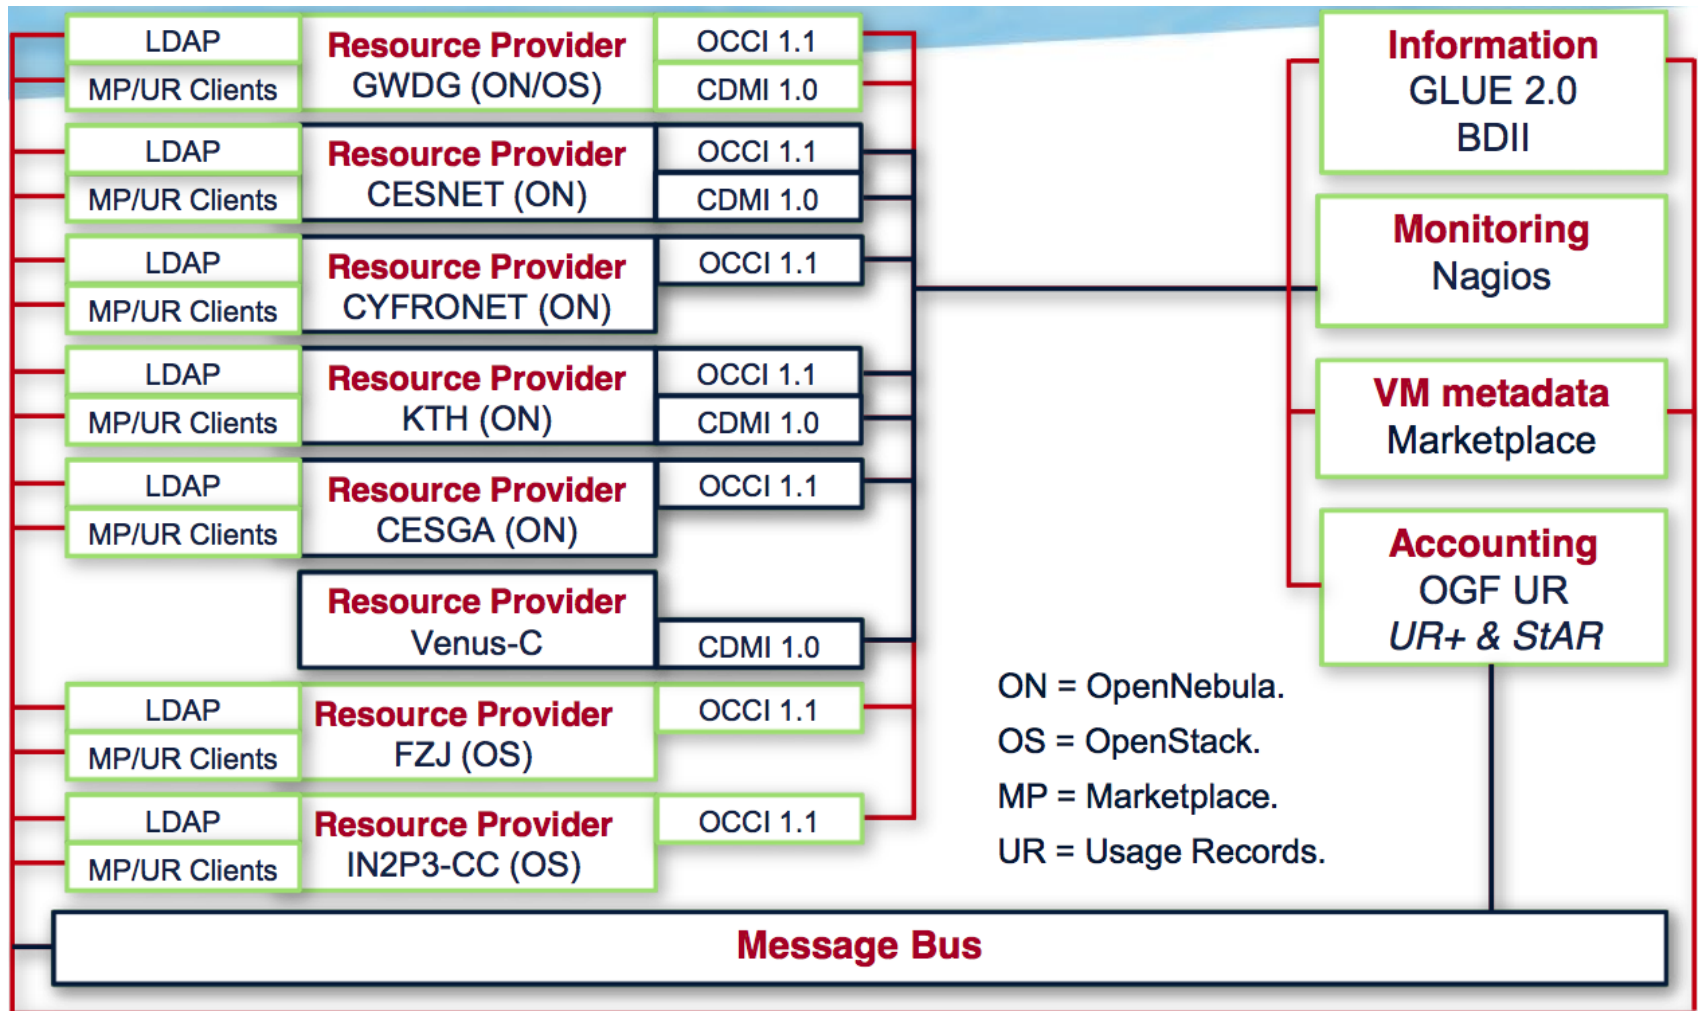 LDAP
MP/UR Clients
Resource Provider
GWDG (ON/OS)
OCCI 1.1
CDMI 1.0
LDAP
MP/UR Clients
Resource Provider
CESNET (ON)
OCCI 1.1
CDMI 1.0
LDAP
MP/UR Clients
Resource Provider
CYFRONET (ON)
OCCI 1.1
LDAP
MP/UR Clients
Resource Provider
KTH (ON)
OCCI 1.1
CDMI 1.0
LDAP
MP/UR Clients
Resource Provider
CESGA (ON)
OCCI 1.1
Resource Provider
Venus-C
CDMI 1.0
LDAP
MP/UR Clients
Resource Provider
FZJ (OS)
OCCI 1.1
LDAP
MP/UR Clients
Resource Provider
IN2P3-CC (OS)
OCCI 1.1
Information
GLUE 2.0
BDII
Monitoring
Nagios
VM metadata
Marketplace
Accounting
OGF UR
UR+ & StAR
ON = OpenNebula.
OS = OpenStack.
MP = Marketplace.
UR = Usage Records.
Message Bus